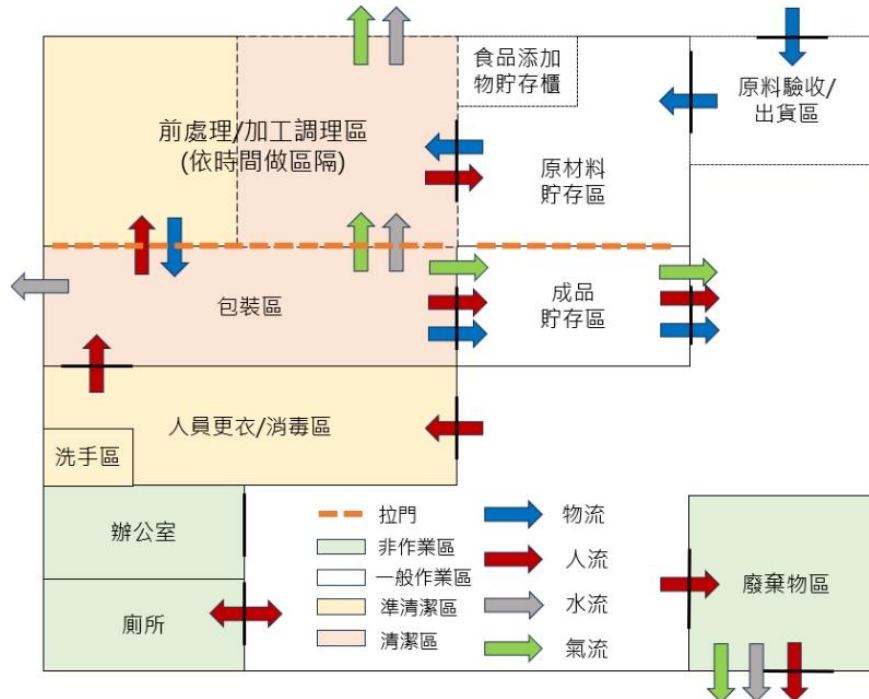 食品添加
物貯存櫃
原料驗收/
出貨區
前處理/加工調理區
(依時間做區隔)
原材料
貯存區
包裝區
成品
貯存區
人員更衣/消毒區
洗手區
辦公室
廁所
拉門
非作業區
一般作業區
準清潔區
清潔區
物流
人流
水流
氣流
廢棄物區